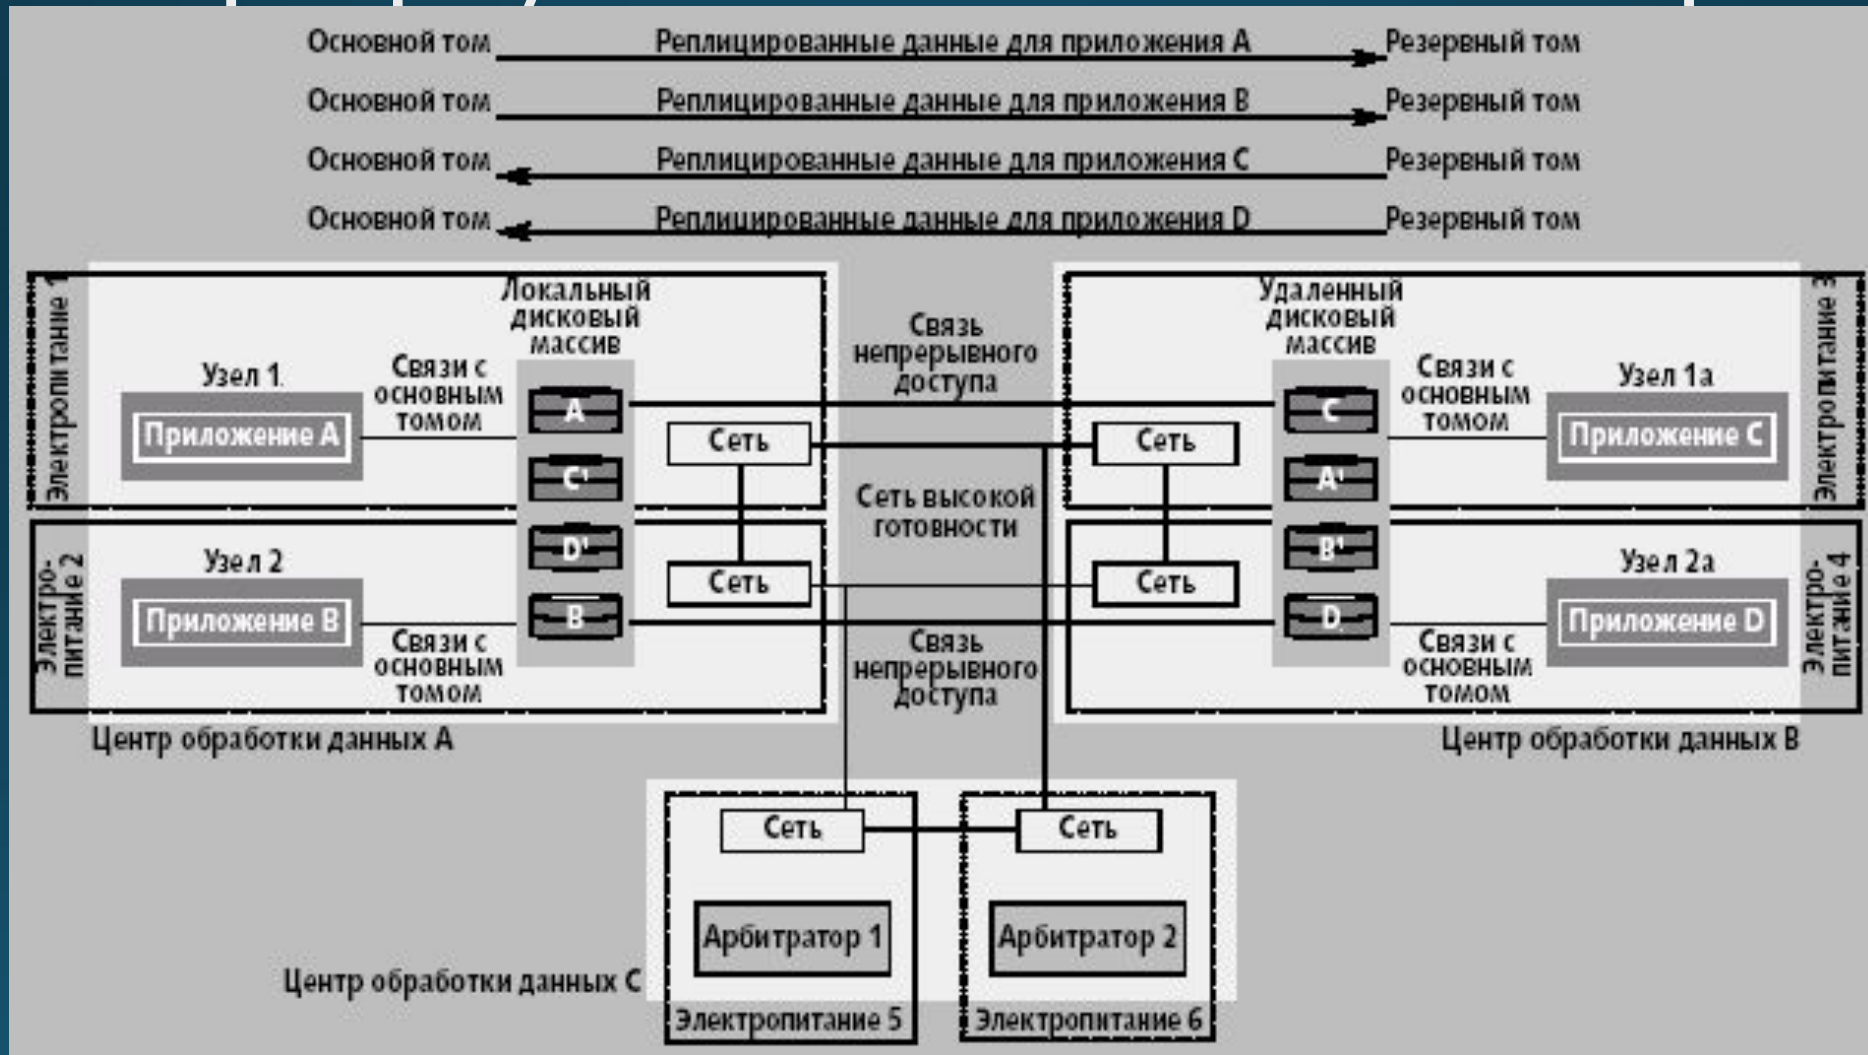 Основной том Реплицированные данные для приложения A Резервный том
Основной том Реплицированные данные для приложения B Резервный том
Основной том Реплицированные данные для приложения C Резервный том
Основной том Реплицированные данные для приложения D Резервный том
Электропитание 1
Локальный
дисковый
массив
Узел 1
Приложение A
Связи с
основным
томом
A
C'
D'
B
Сеть
Сеть
Электро-
питание 2
Узел 2
Приложение B
Связи с
основным
томом
Центр обработки данных A
Связь
непрерывного
доступа
Сеть высокой
готовности
Связь
непрерывного
доступа
Удаленный
дисковый
массив
Сеть
Сеть
C
A'
B'
D
Связи с
основным
томом
Узел 1a
Приложение C
Электропитание 3
Связи с
основным
томом
Узел 2a
Приложение D
Электро-
питание 4
Центр обработки данных B
Сеть
Сеть
Арбитратор 1
Арбитратор 2
Центр обработки данных C
Электропитание 5
Электропитание 6